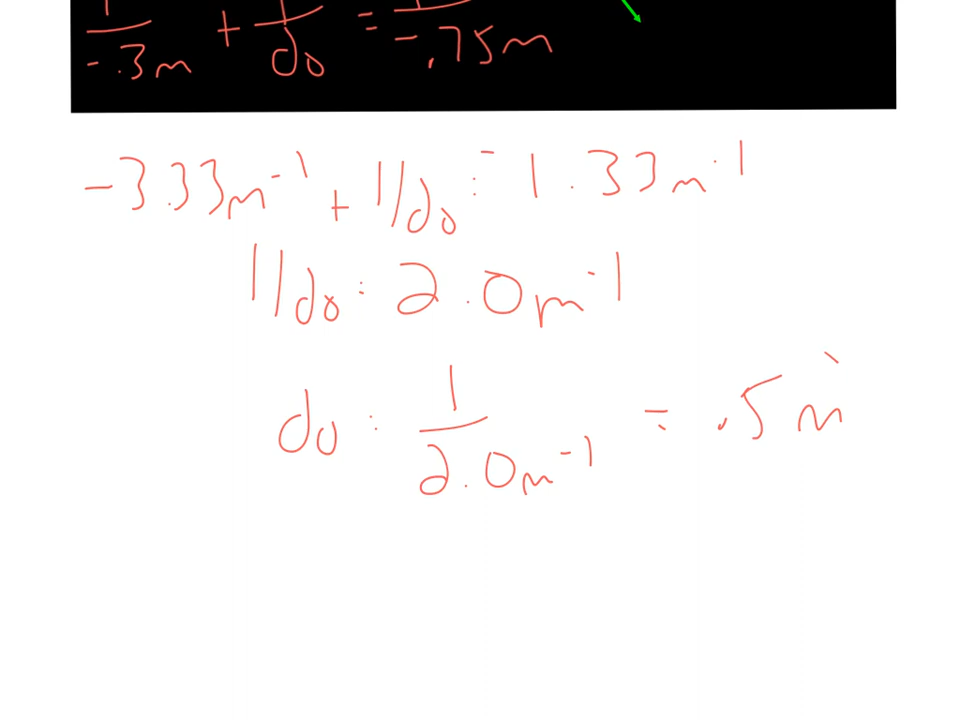 1/-.3m + 1/do = 1/-.75m
-3.33m⁻¹ + 1/do = -1.33m⁻¹
1/do = 2.0m⁻¹
do = 1/2.0m⁻¹ = .5m